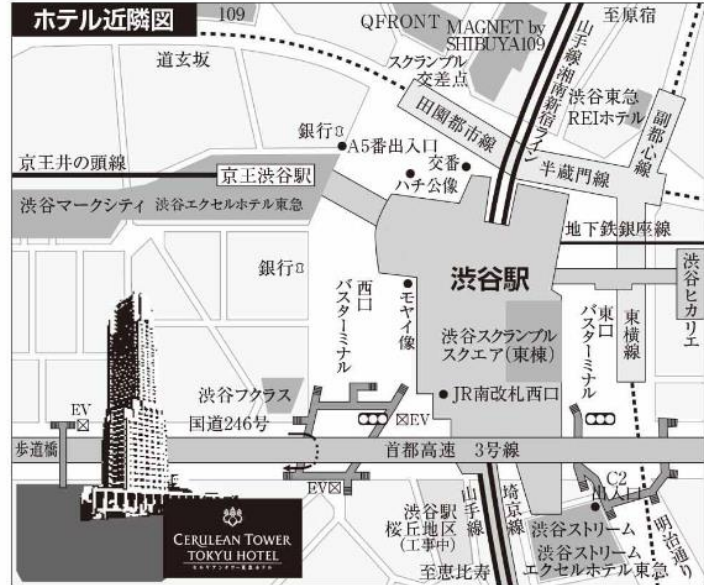 ホテル近隣図
109
QFRONT
MAGNET by
SHIBUYA109
至原宿
道玄坂
スクランブル
交差点
山手線・湘南新宿ライン
渋谷東急
REIホテル
田園都市線
副都心線
銀行
A5番出入口
交番
半蔵門線
京王井の頭線
京王渋谷駅
ハチ公像
渋谷マークシティ
渋谷エクセルホテル東急
地下鉄銀座線
銀行
西口
バスターミナル
モヤイ像
渋谷駅
渋谷スクランブル
スクエア(東棟)
東口
バスターミナル
東横線
渋谷ヒカリエ
渋谷フクラス
JR南改札西口
EV
国道246号
EV
歩道橋
首都高速 3号線
EV
C2
出入口
渋谷駅
桜丘地区
(工事中)
山手線
埼京線
渋谷ストリーム
明治通り
渋谷ストリーム
エクセルホテル東急
至恵比寿
CERULEAN TOWER
TOKYU HOTEL
セルリアンタワー東急ホテル